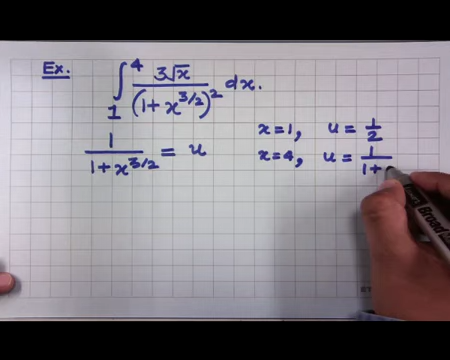 Ex. ∫₁⁴ 3√x / (1 + x^(3/2))² dx.
1 / (1 + x^(3/2)) = u
x = 1, u = 1/2
x = 4, u = 1 / (1 +